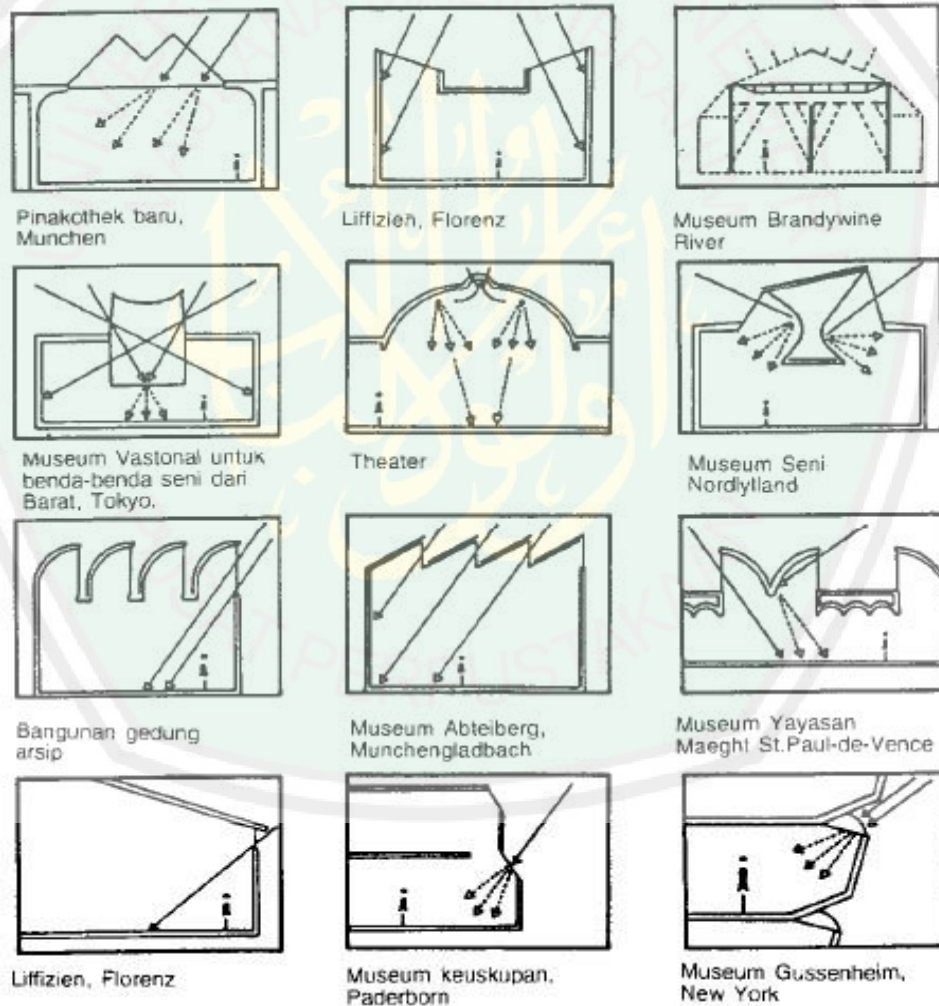 Pinakothek baru,
Munchen
Liffizien, Florenz
Museum Brandywine
River
Museum Vastonal untuk
benda-benda seni dari
Barat, Tokyo.
Theater
Museum Seni
Nordlytland
Bangunan gedung
arsip
Museum Abteiberg,
Munchengladbach
Museum Yayasan
Maeght St.Paul-de-Vence
Liffizien, Florenz
Museum keuskupan,
Paderborn
Museum Gussenheim,
New York